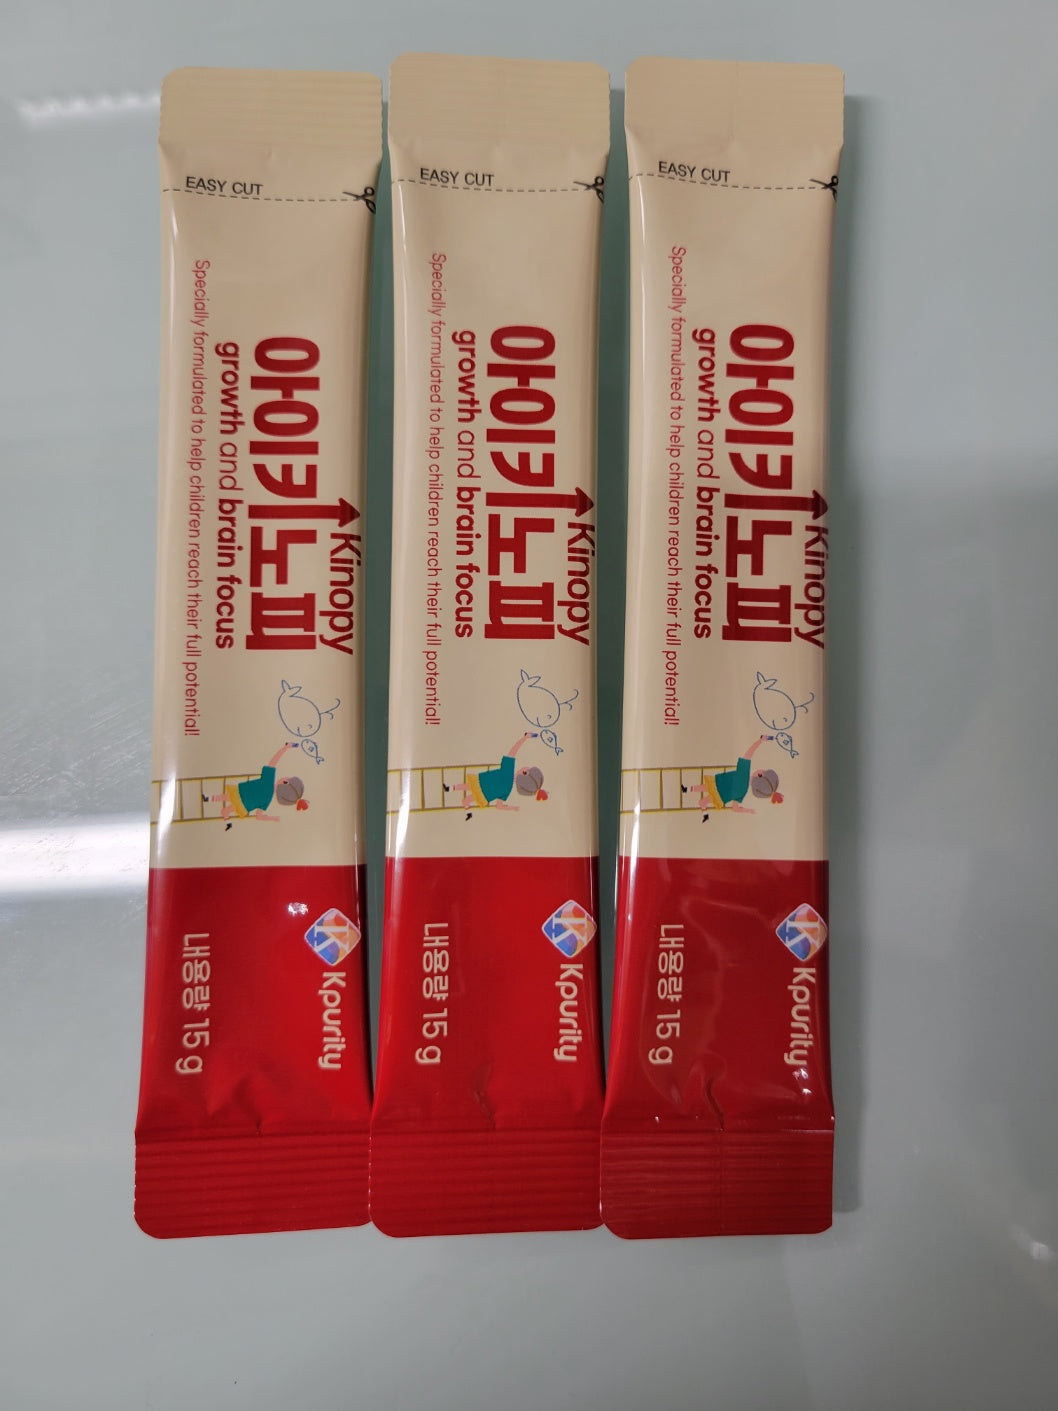 EASY CUT
Kinopy
아이키노피
growth and brain focus
Specially formulated to help children reach their full potential!
K
Kpurity
내용량 15 g
EASY CUT
Kinopy
아이키노피
growth and brain focus
Specially formulated to help children reach their full potential!
K
Kpurity
내용량 15 g
EASY CUT
Kinopy
아이키노피
growth and brain focus
Specially formulated to help children reach their full potential!
K
Kpurity
내용량 15 g